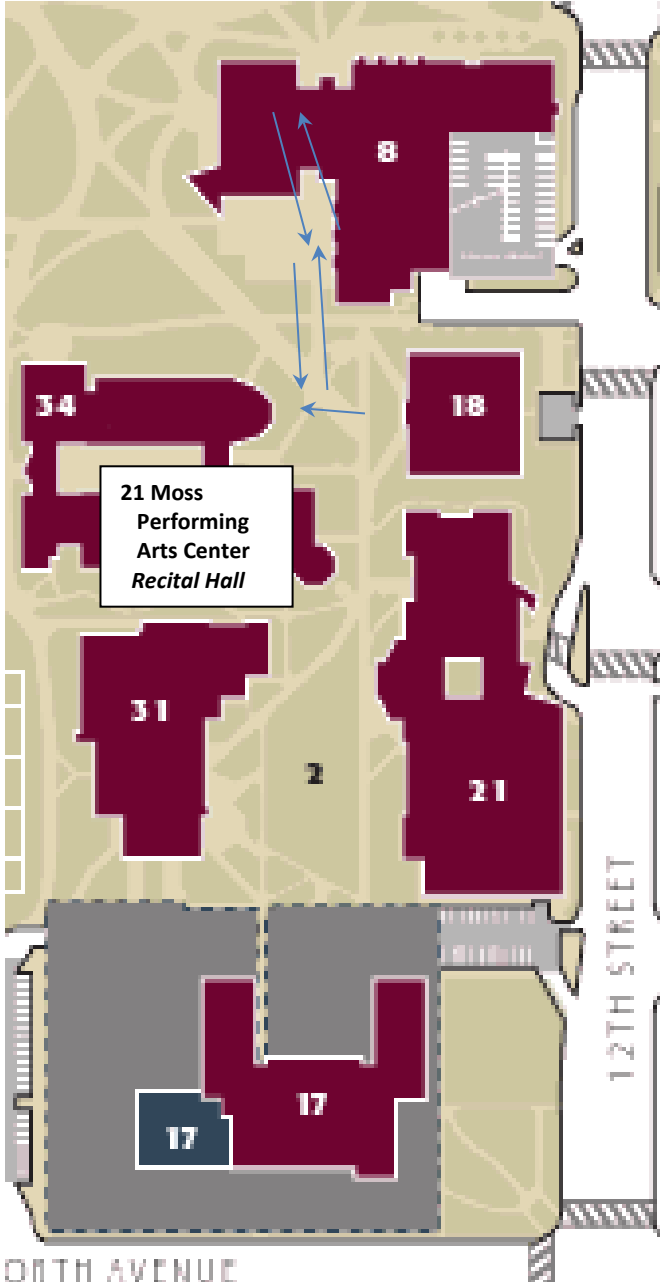 8
34
18
21 Moss
Performing
Arts Center
Recital Hall
31
2
21
12TH STREET
17
17
ORTH AVENUE